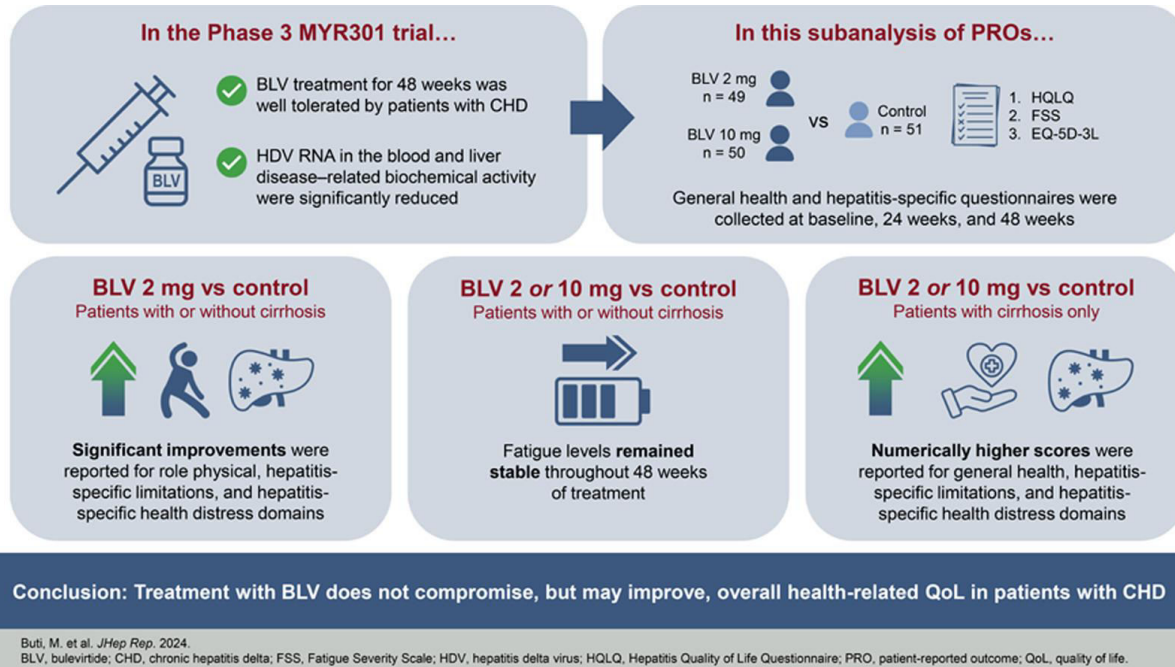 In the Phase 3 MYR301 trial…
BLV treatment for 48 weeks was
well tolerated by patients with CHD
HDV RNA in the blood and liver
disease–related biochemical activity
were significantly reduced
BLV
In this subanalysis of PROs…
BLV 2 mg
n = 49
BLV 10 mg
n = 50
VS
Control
n = 51
1. HQLQ
2. FSS
3. EQ-5D-3L
General health and hepatitis-specific questionnaires were
collected at baseline, 24 weeks, and 48 weeks
BLV 2 mg vs control
Patients with or without cirrhosis
Significant improvements were
reported for role physical, hepatitis-
specific limitations, and hepatitis-
specific health distress domains
BLV 2 or 10 mg vs control
Patients with or without cirrhosis
Fatigue levels remained
stable throughout 48 weeks
of treatment
BLV 2 or 10 mg vs control
Patients with cirrhosis only
Numerically higher scores were
reported for general health, hepatitis-
specific limitations, and hepatitis-
specific health distress domains
Conclusion: Treatment with BLV does not compromise, but may improve, overall health-related QoL in patients with CHD
Buti, M. et al. JHep Rep. 2024.
BLV, bulevirtide; CHD, chronic hepatitis delta; FSS, Fatigue Severity Scale; HDV, hepatitis delta virus; HQLQ, Hepatitis Quality of Life Questionnaire; PRO, patient-reported outcome; QoL, quality of life.